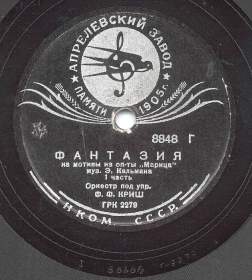 АПРЕЛЕВСКИЙ ЗАВОД
ПАМЯТИ 1905 г.
8848 Г
ФАНТАЗИЯ
на мотивы из оп-ты „Марица"
муз. Э. Кальмана
1 часть
Оркестр под упр.
Ф. Ф. КРИШ
ГРК 2279
НКОМ СССР